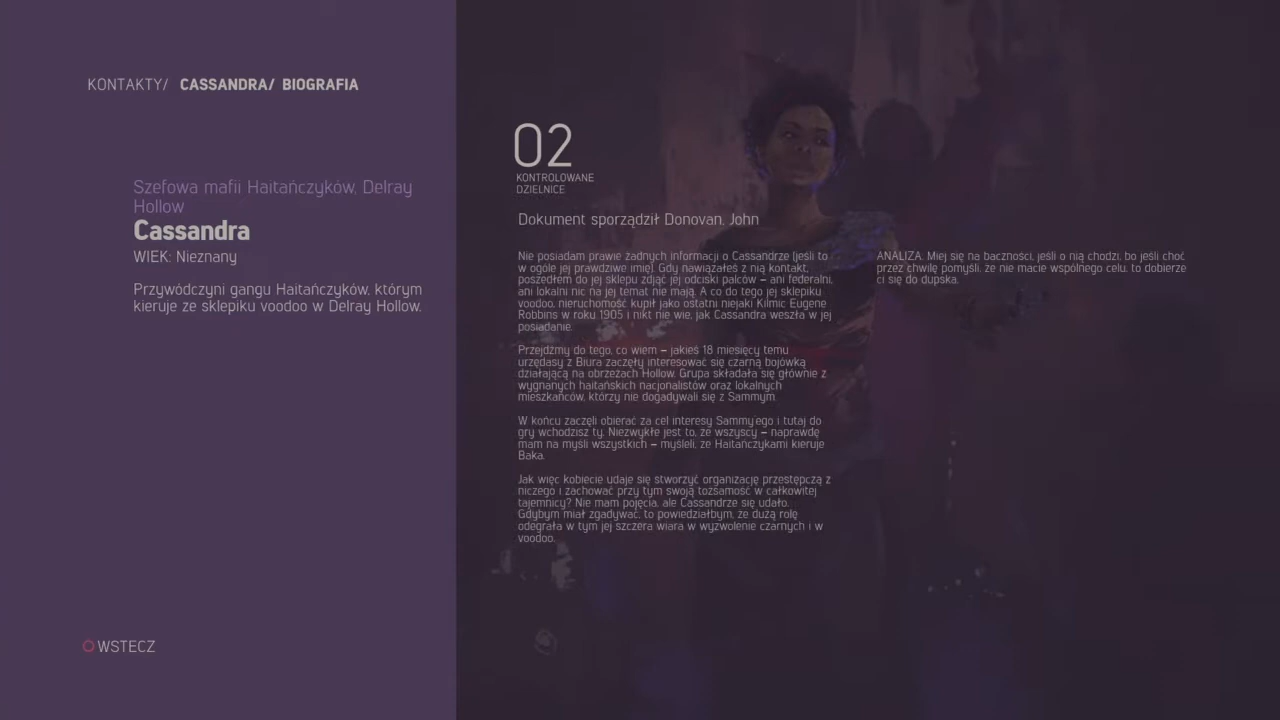 KONTAKTY/ CASSANDRA/ BIOGRAFIA
Szefowa mafii Haitańczyków, Delray
Hollow
Cassandra
WIEK: Nieznany
Przywódczyni gangu Haitańczyków, którym
kieruje ze sklepiku voodoo w Delray Hollow.
02
KONTROLOWANE
DZIELNICE
Dokument sporządził Donovan, John
Nie posiadam prawie żadnych informacji o Cassandrze (jeśli to
w ogóle jej prawdziwe imię). Gdy nawiązałeś z nią kontakt,
poszedłem do jej sklepu zdjąć jej odciski palców – ani federalni,
ani lokalni nic na jej temat nie mają. A co do tego jej sklepiku
voodoo, nieruchomość kupił jako ostatni niejaki Kilmic Eugene
Robbins w roku 1905 i nikt nie wie, jak Cassandra weszła w jej
posiadanie.
Przejdźmy do tego, co wiem – jakieś 18 miesięcy temu
urzędasy z Biura zaczęły interesować się czarną bojówką
działającą na obrzeżach Hollow. Grupa składała się głównie z
wygnanych haitańskich nacjonalistów oraz lokalnych
mieszkańców, którzy nie dogadywali się z Sammym.
W końcu zaczęli obierać za cel interesy Sammy'ego i tutaj do
gry wchodzisz ty. Niezwykłe jest to, że wszyscy – naprawdę
mam na myśli wszystkich – myśleli, że Haitańczykami kieruje
Baka.
Jak więc kobiecie udaje się stworzyć organizację przestępczą z
niczego i zachować przy tym swoją tożsamość w całkowitej
tajemnicy? Nie mam pojęcia, ale Cassandrze się udało.
Gdybym miał zgadywać, to powiedziałbym, że dużą rolę
odegrała w tym jej szczera wiara w wyzwolenie czarnych i w
voodoo.
ANALIZA: Miej się na baczności, jeśli o nią chodzi, bo jeśli choć
przez chwilę pomyśli, że nie macie wspólnego celu, to dobierze
ci się do dupska.
WSTECZ